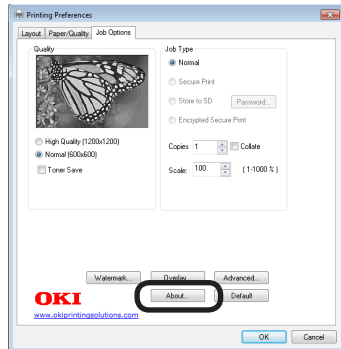 Printing Preferences
Layout Paper/Quality Job Options
Quality
High Quality (1200x1200)
Normal (600x600)
Toner Save
Job Type
Normal
Secure Print
Store to SD Password...
Encrypted Secure Print
Copies 1 Collate
Scale: 100 (1-1000 %)
Watermark... Overlay... Advanced...
OKI About... Default
www.okiprintingsolutions.com
OK Cancel